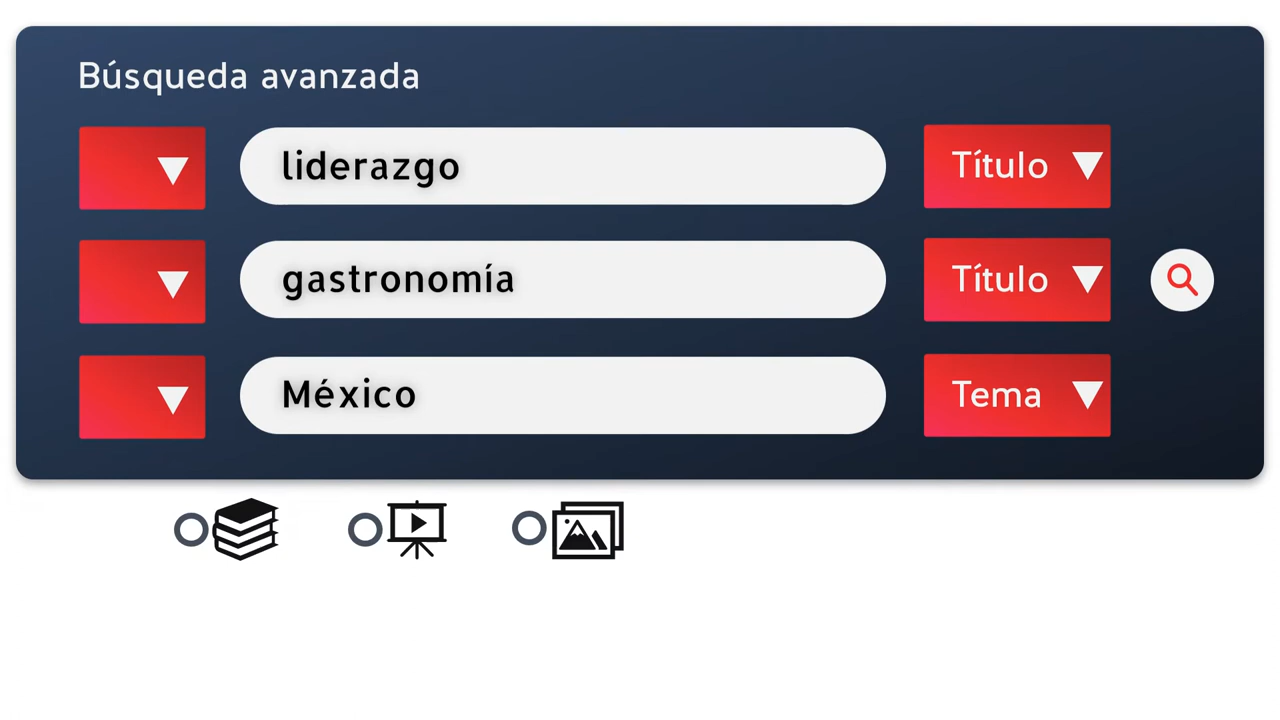 Búsqueda avanzada
liderazgo Título
gastronomía Título
México Tema